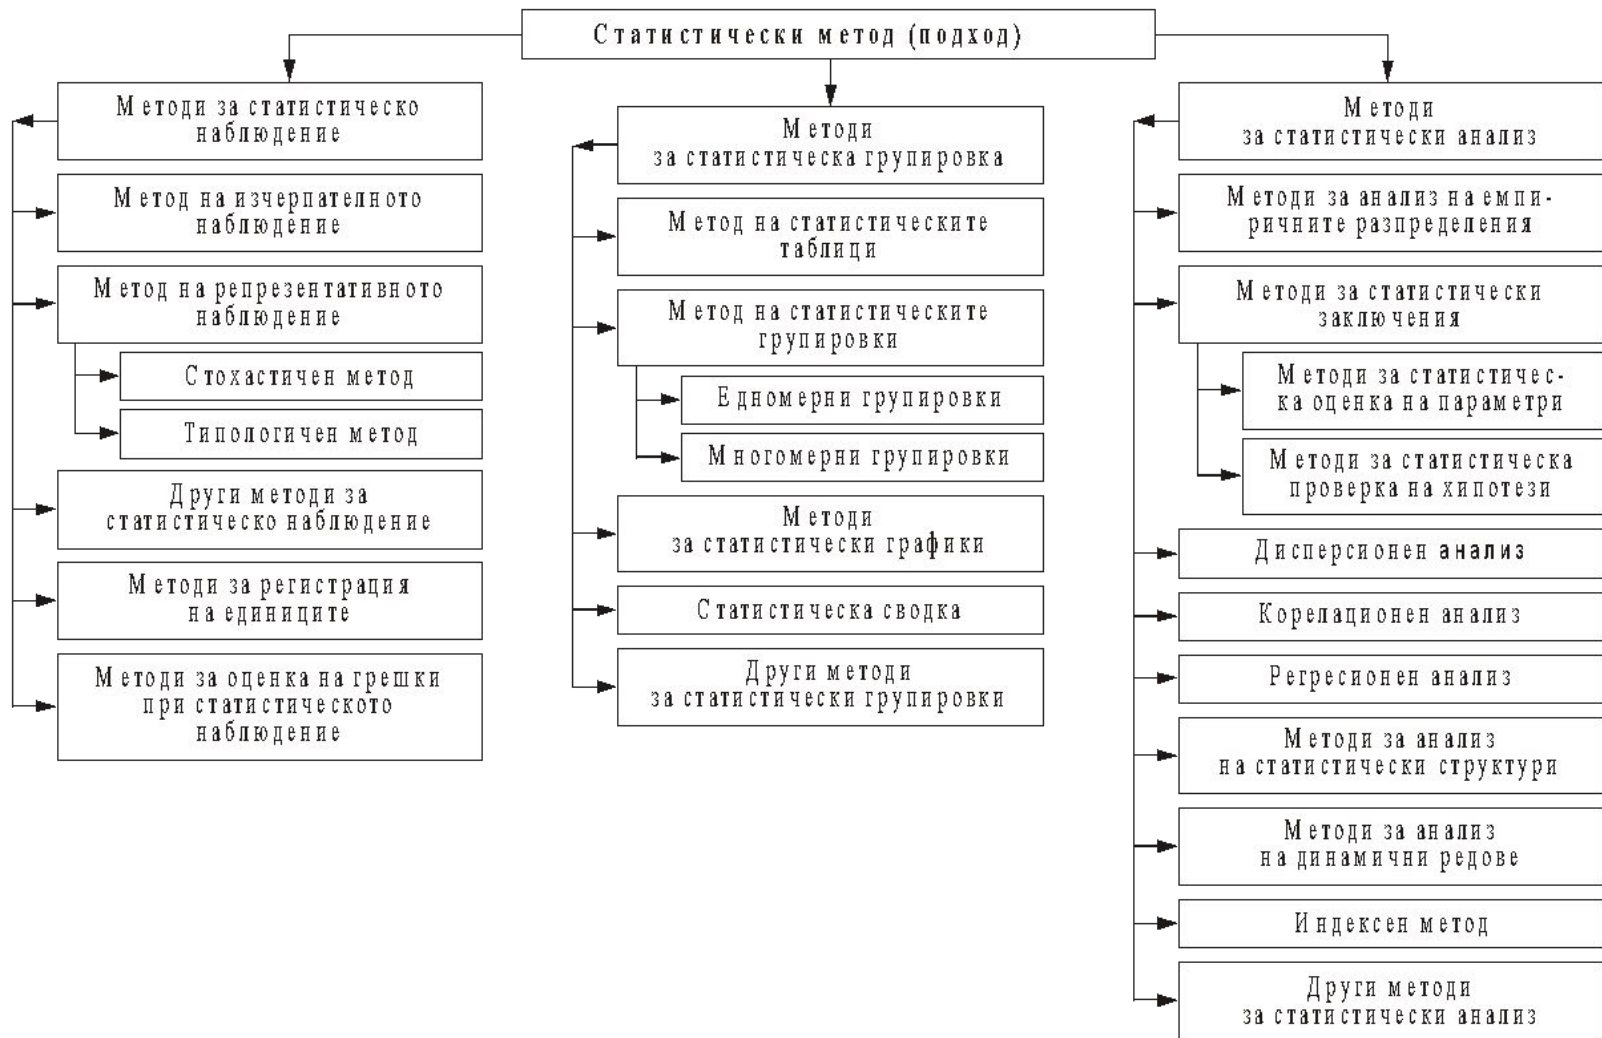 Статистически метод (подход)
Методи за статистическо
наблюдение
Метод на изчерпателното
наблюдение
Метод на репрезентативното
наблюдение
Стохастичен метод
Типологичен метод
Други методи за
статистическо наблюдение
Методи за регистрация
на единиците
Методи за оценка на грешки
при статистическото
наблюдение
Методи
за статистическа групировка
Метод на статистическите
таблици
Метод на статистическите
групировки
Едномерни групировки
Многомерни групировки
Методи
за статистически графики
Статистическа сводка
Други методи
за статистически групировки
Методи
за статистически анализ
Методи за анализ на емпи-
ричните разпределения
Методи за статистически
заключения
Методи за статистичес-
ка оценка на параметри
Методи за статистическа
проверка на хипотези
Дисперсионен анализ
Корелационен анализ
Регресионен анализ
Методи за анализ
на статистически структури
Методи за анализ
на динамични редове
Индексен метод
Други методи
за статистически анализ